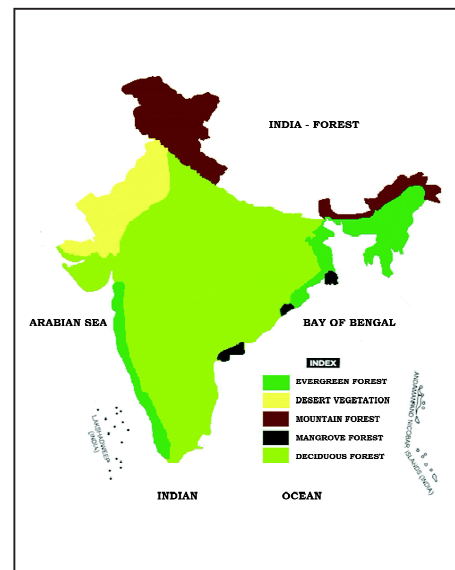 INDIA - FOREST
ARABIAN SEA
BAY OF BENGAL
INDEX
EVERGREEN FOREST
DESERT VEGETATION
MOUNTAIN FOREST
MANGROVE FOREST
DECIDUOUS FOREST
LAKSHADWEEP
(INDIA)
ANDAMAN AND NICOBAR
ISLANDS (INDIA)
INDIAN OCEAN